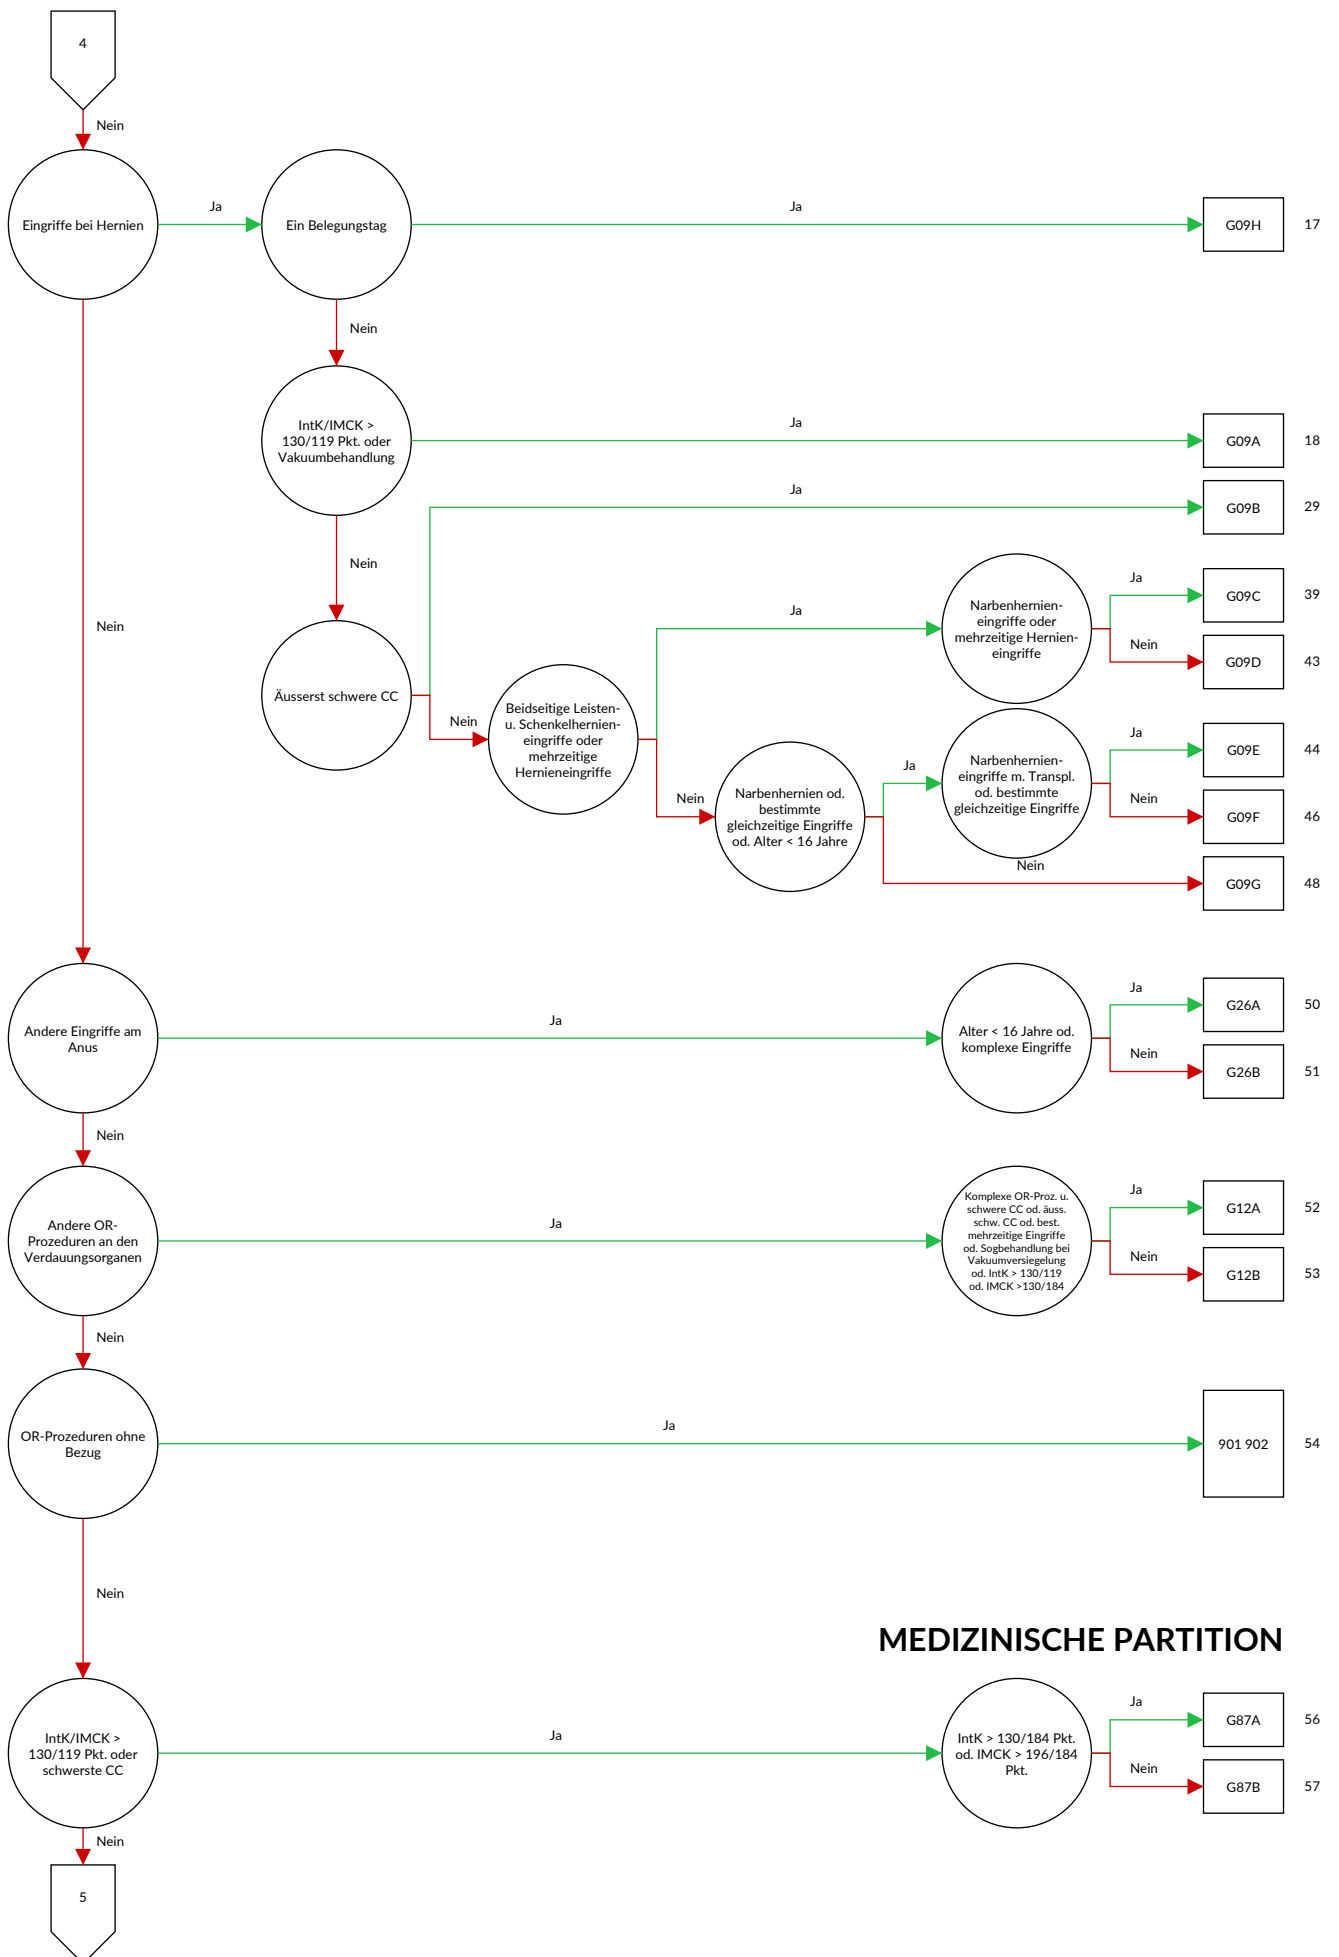 4
Nein
Eingriffe bei Hernien
Ja
Ein Belegungstag
Ja
G09H
17
Nein
IntK/IMCK >
130/119 Pkt. oder
Vakuumbehandlung
Ja
G09A
18
Ja
G09B
29
Nein
Äusserst schwere CC
Nein
Beidseitige Leisten-
u. Schenkelhernien-
eingriffe oder
mehrzeitige
Hernieneingriffe
Ja
Narbenhernien-
eingriffe oder
mehrzeitige Hernien-
eingriffe
Ja
G09C
39
Nein
G09D
43
Nein
Narbenhernien od.
bestimmte
gleichzeitige Eingriffe
od. Alter < 16 Jahre
Ja
Narbenhernien-
eingriffe m. Transpl.
od. bestimmte
gleichzeitige Eingriffe
Ja
G09E
44
Nein
G09F
46
Nein
G09G
48
Nein
Andere Eingriffe am
Anus
Ja
Alter < 16 Jahre od.
komplexe Eingriffe
Ja
G26A
50
Nein
G26B
51
Nein
Andere OR-
Prozeduren an den
Verdauungsorganen
Ja
Komplexe OR-Proz. u.
schwere CC od. äuss.
schw. CC od. best.
mehrzeitige Eingriffe
od. Sogbehandlung bei
Vakuumversiegelung
od. IntK > 130/119
od. IMCK >130/184
Ja
G12A
52
Nein
G12B
53
Nein
OR-Prozeduren ohne
Bezug
Ja
901 902
54
Nein
MEDIZINISCHE PARTITION
IntK/IMCK >
130/119 Pkt. oder
schwerste CC
Ja
IntK > 130/184 Pkt.
od. IMCK > 196/184
Pkt.
Ja
G87A
56
Nein
G87B
57
Nein
5